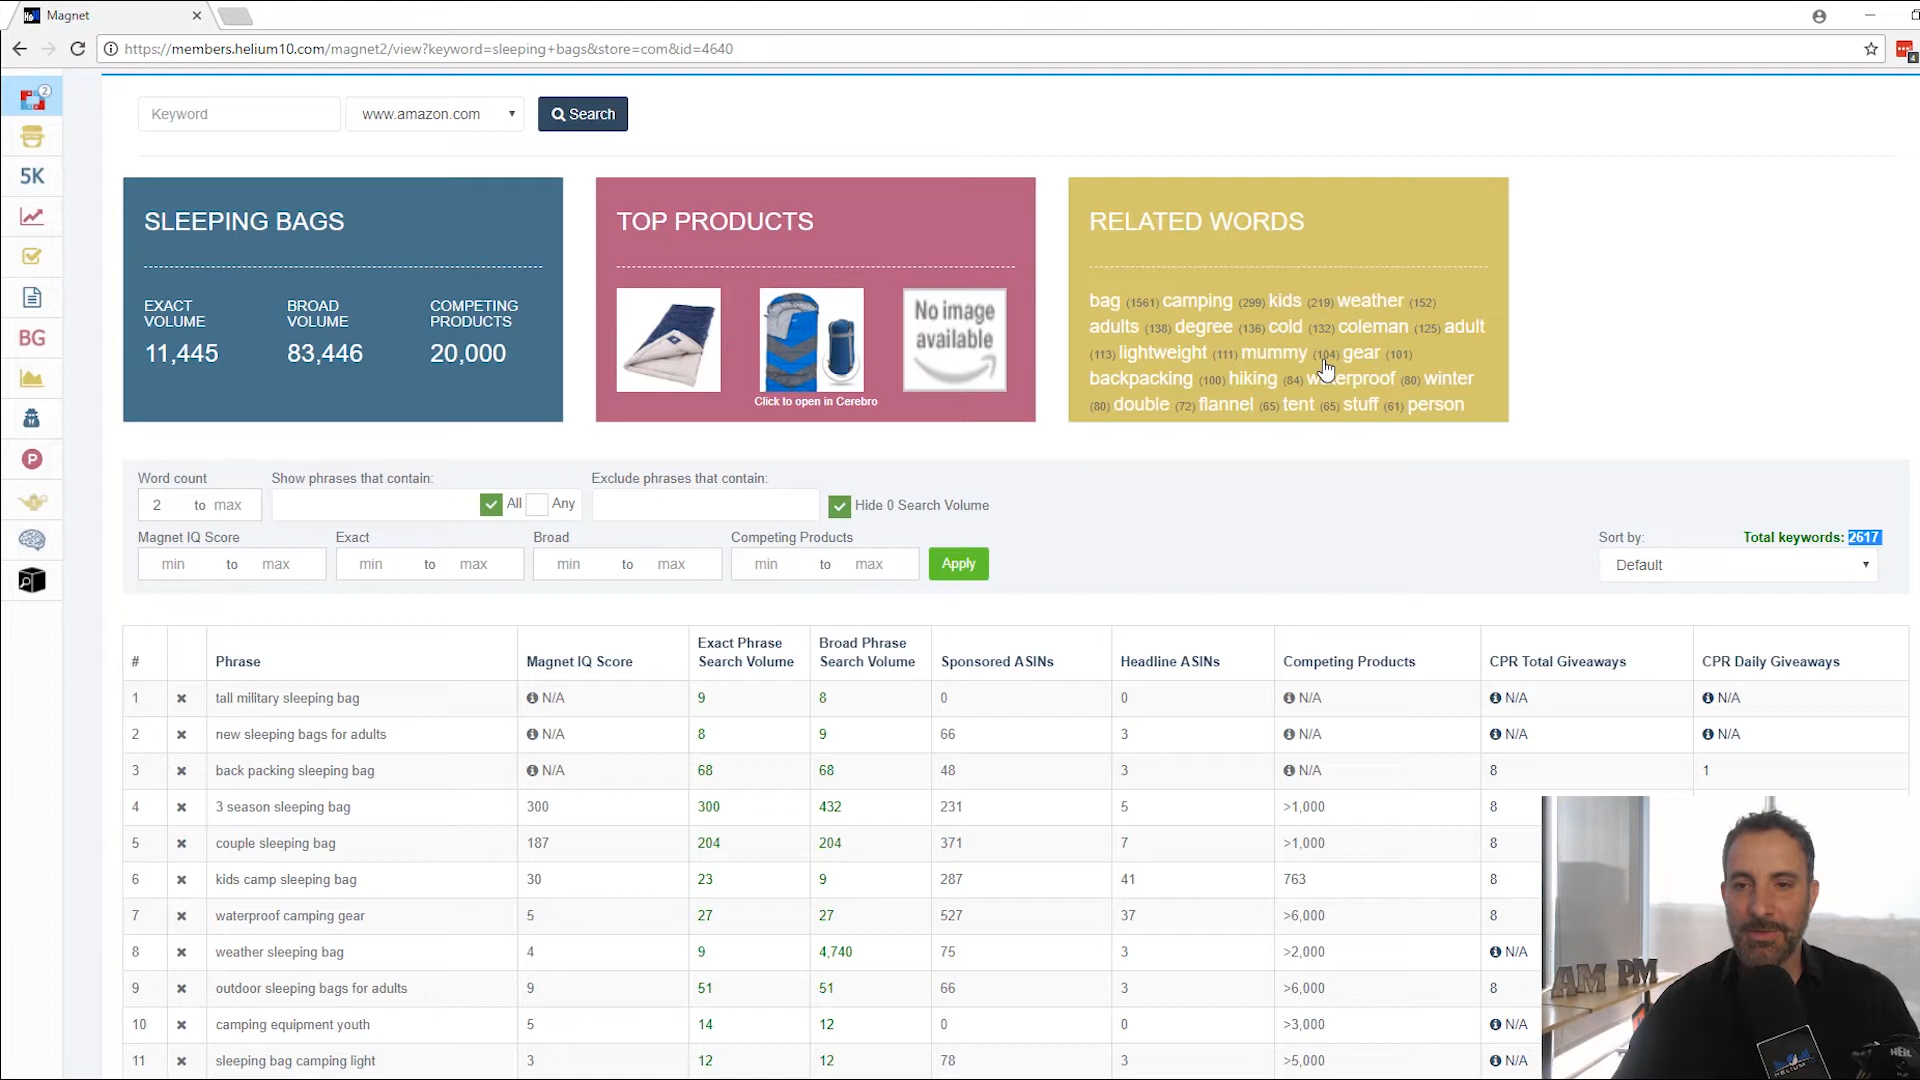 Magnet
https://members.helium10.com/magnet2/view?keyword=sleeping+bags&store=com&id=4640
4
2
5K
BG
P
Keyword
www.amazon.com
Search
SLEEPING BAGS
EXACT VOLUME
BROAD VOLUME
COMPETING PRODUCTS
11,445
83,446
20,000
TOP PRODUCTS
No image available
Click to open in Cerebro
RELATED WORDS
bag (1561) camping (299) kids (219) weather (152)
adults (138) degree (136) cold (132) coleman (125) adult
(113) lightweight (111) mummy (104) gear (101)
backpacking (100) hiking (84) waterproof (80) winter
(80) double (72) flannel (65) tent (65) stuff (61) person
Word count
2 to max
Show phrases that contain:
All Any
Exclude phrases that contain:
Hide 0 Search Volume
Magnet IQ Score
min to max
Exact
min to max
Broad
min to max
Competing Products
min to max
Apply
Sort by:
Total keywords: 2617
Default
# Phrase Magnet IQ Score Exact Phrase Search Volume Broad Phrase Search Volume Sponsored ASINs Headline ASINs Competing Products CPR Total Giveaways CPR Daily Giveaways
1 tall military sleeping bag N/A 9 8 0 0 N/A N/A N/A
2 new sleeping bags for adults N/A 8 9 66 3 N/A N/A N/A
3 back packing sleeping bag N/A 68 68 48 3 N/A 8 1
4 3 season sleeping bag 300 300 432 231 5 >1,000 8
5 couple sleeping bag 187 204 204 371 7 >1,000 8
6 kids camp sleeping bag 30 23 9 287 41 763 8
7 waterproof camping gear 5 27 27 527 37 >6,000 8
8 weather sleeping bag 4 9 4,740 75 3 >2,000 N/A
9 outdoor sleeping bags for adults 9 51 51 66 3 >6,000 8
10 camping equipment youth 5 14 12 0 0 >3,000 N/A
11 sleeping bag camping light 3 12 12 78 3 >5,000 N/A
AM PM
HELIUM